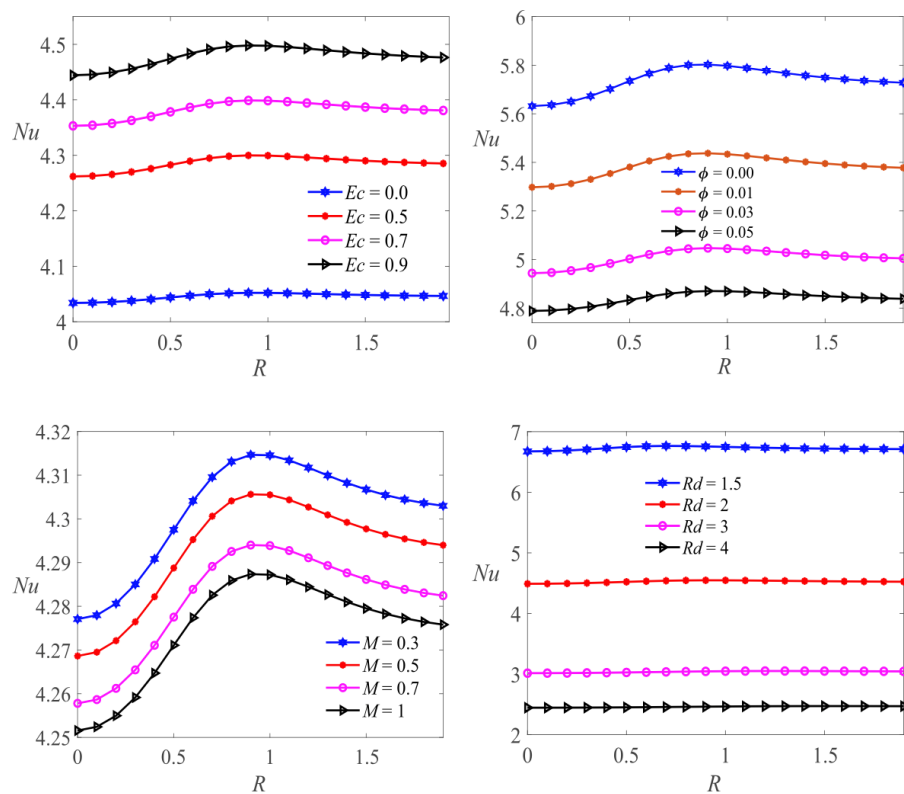 4.5
4.4
Nu
4.3
4.2
4.1
4
Ec = 0.0
Ec = 0.5
Ec = 0.7
Ec = 0.9
0 0.5 1 1.5
R
6
5.8
5.6
Nu
5.4
5.2
5
4.8
ϕ = 0.00
ϕ = 0.01
ϕ = 0.03
ϕ = 0.05
0 0.5 1 1.5
R
4.32
4.31
4.3
Nu
4.29
4.28
4.27
4.26
4.25
M = 0.3
M = 0.5
M = 0.7
M = 1
0 0.5 1 1.5
R
7
6
5
Nu
4
3
2
Rd = 1.5
Rd = 2
Rd = 3
Rd = 4
0 0.5 1 1.5
R